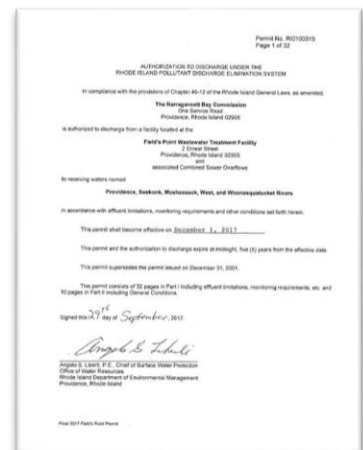 Permit No. RI0100315
Page 1 of 32
AUTHORIZATION TO DISCHARGE UNDER THE
RHODE ISLAND POLLUTANT DISCHARGE ELIMINATION SYSTEM
In compliance with the provisions of Chapter 46-12 of the Rhode Island General Laws, as amended,
The Narragansett Bay Commission
One Service Road
Providence, Rhode Island 02905
is authorized to discharge from a facility located at the
Field's Point Wastewater Treatment Facility
2 Ernest Street
Providence, Rhode Island 02905
and
associated Combined Sewer Overflows
to receiving waters named
Providence, Seekonk, Moshassuck, West, and Woonasquatucket Rivers
in accordance with effluent limitations, monitoring requirements and other conditions set forth herein.
This permit shall become effective on December 1, 2017
This permit and the authorization to discharge expire at midnight, five (5) years from the effective date.
This permit supersedes the permit issued on December 31, 2001.
This permit consists of 32 pages in Part I including effluent limitations, monitoring requirements, etc. and
10 pages in Part II including General Conditions.
Signed this 29 day of September, 2017.
Angelo S. Liberti
Angelo S. Liberti, P.E., Chief of Surface Water Protection
Office of Water Resources
Rhode Island Department of Environmental Management
Providence, Rhode Island
Final 2017 Field's Point Permit